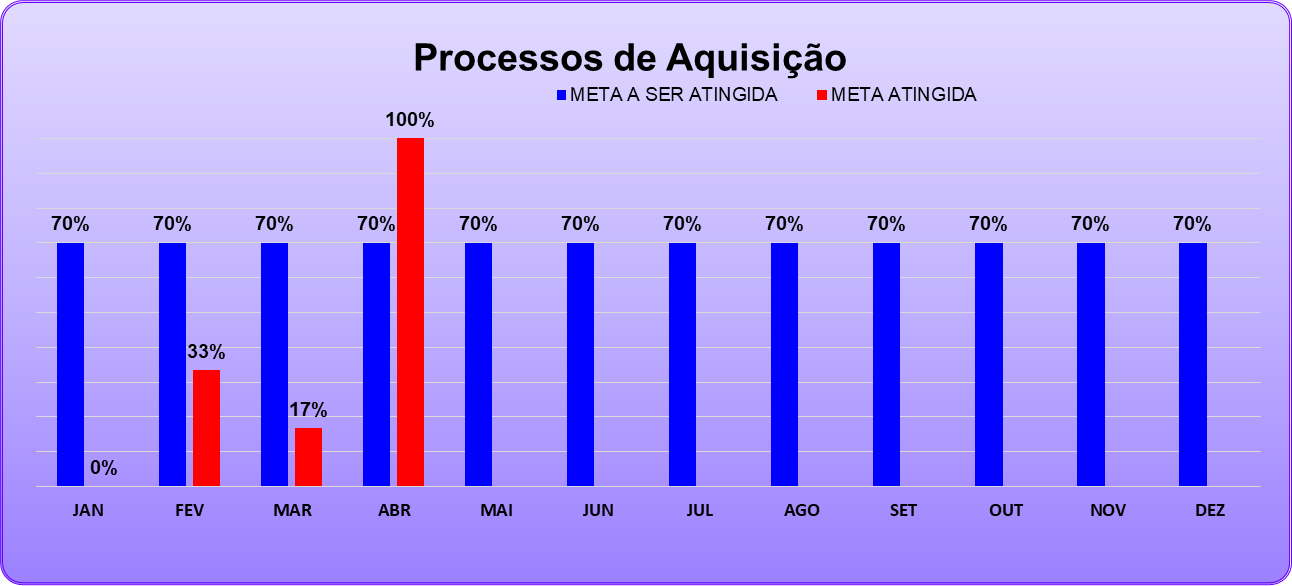 Processos de Aquisição
META A SER ATINGIDA META ATINGIDA
100%
70% 70% 70% 70% 70% 70% 70% 70% 70% 70% 70% 70%
33%
17%
0%
JAN FEV MAR ABR MAI JUN JUL AGO SET OUT NOV DEZ